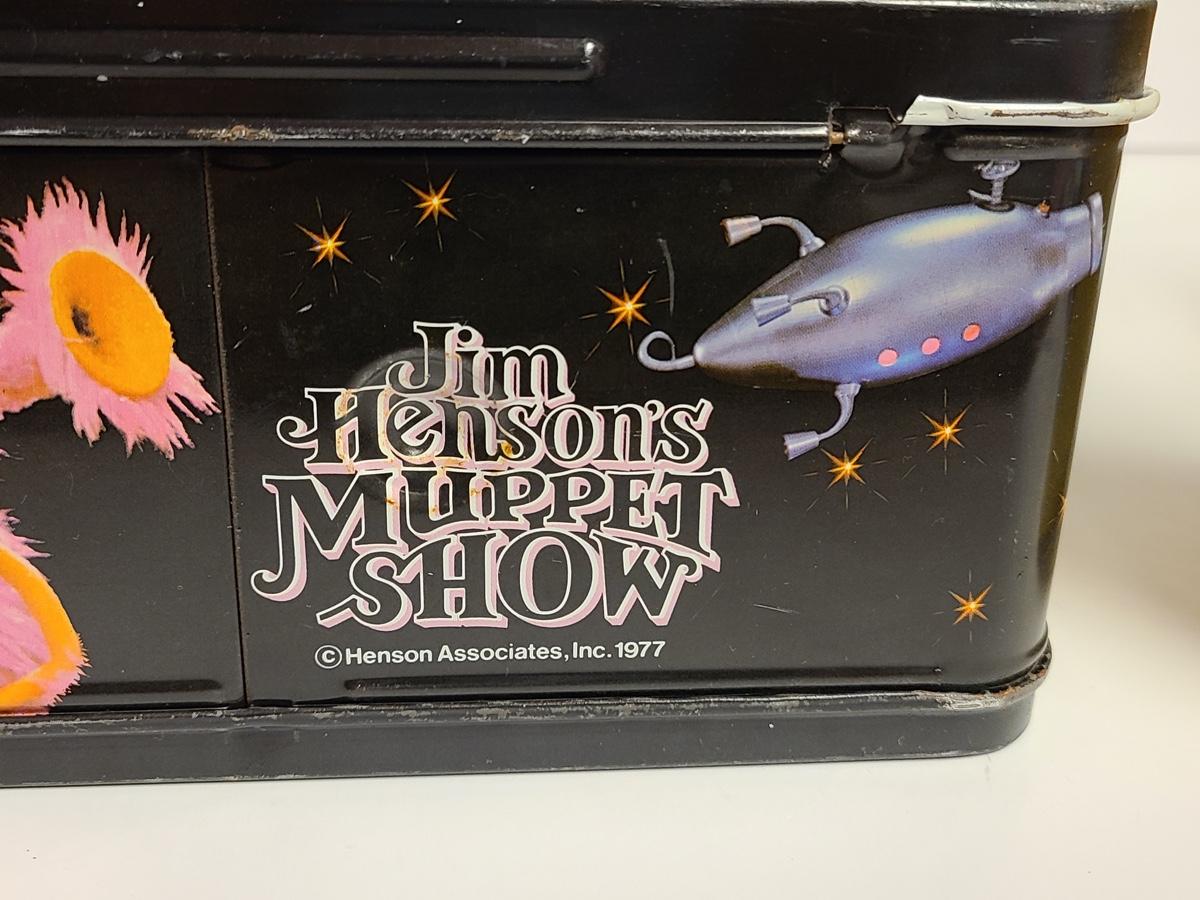 Jim
Henson's
MUPPET
SHOW
©Henson Associates, Inc. 1977